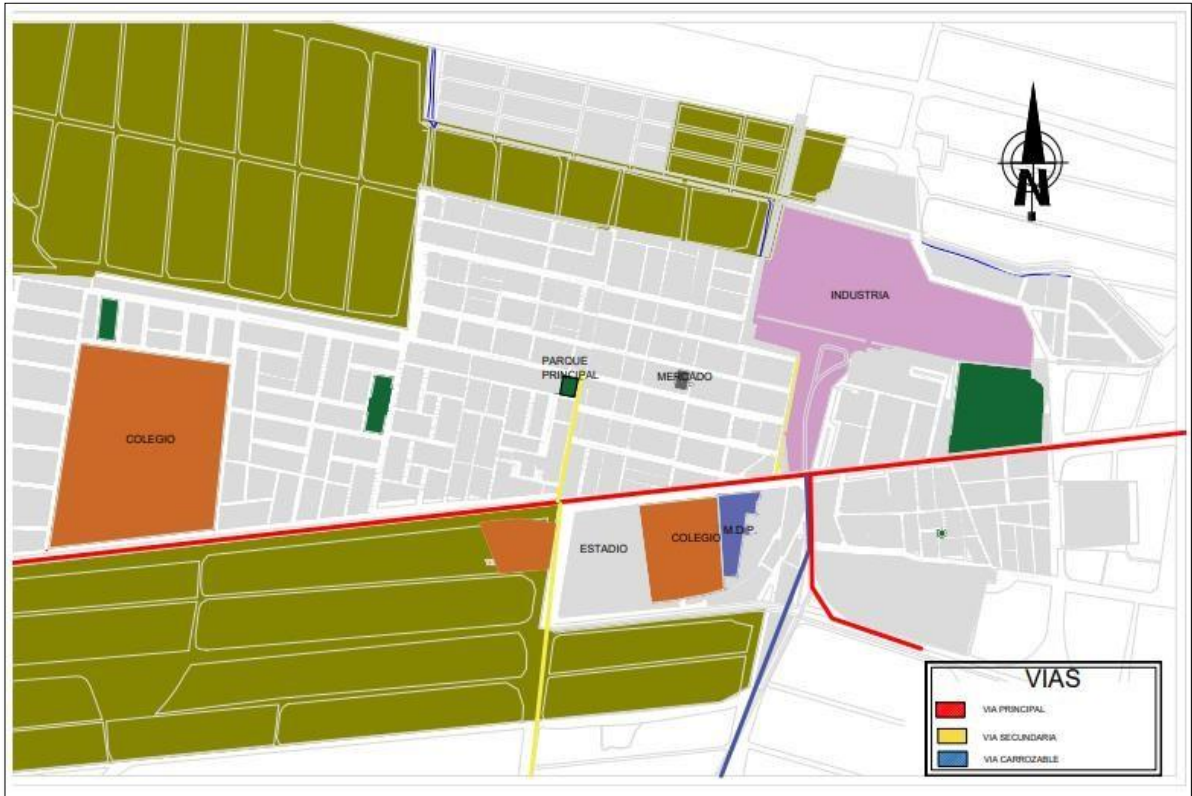 N
INDUSTRIA
PARQUE
PRINCIPAL
MERCADO
COLEGIO
ESTADIO
COLEGIO
M.D.P.
VIAS
VIA PRINCIPAL
VIA SECUNDARIA
VIA CARROZABLE